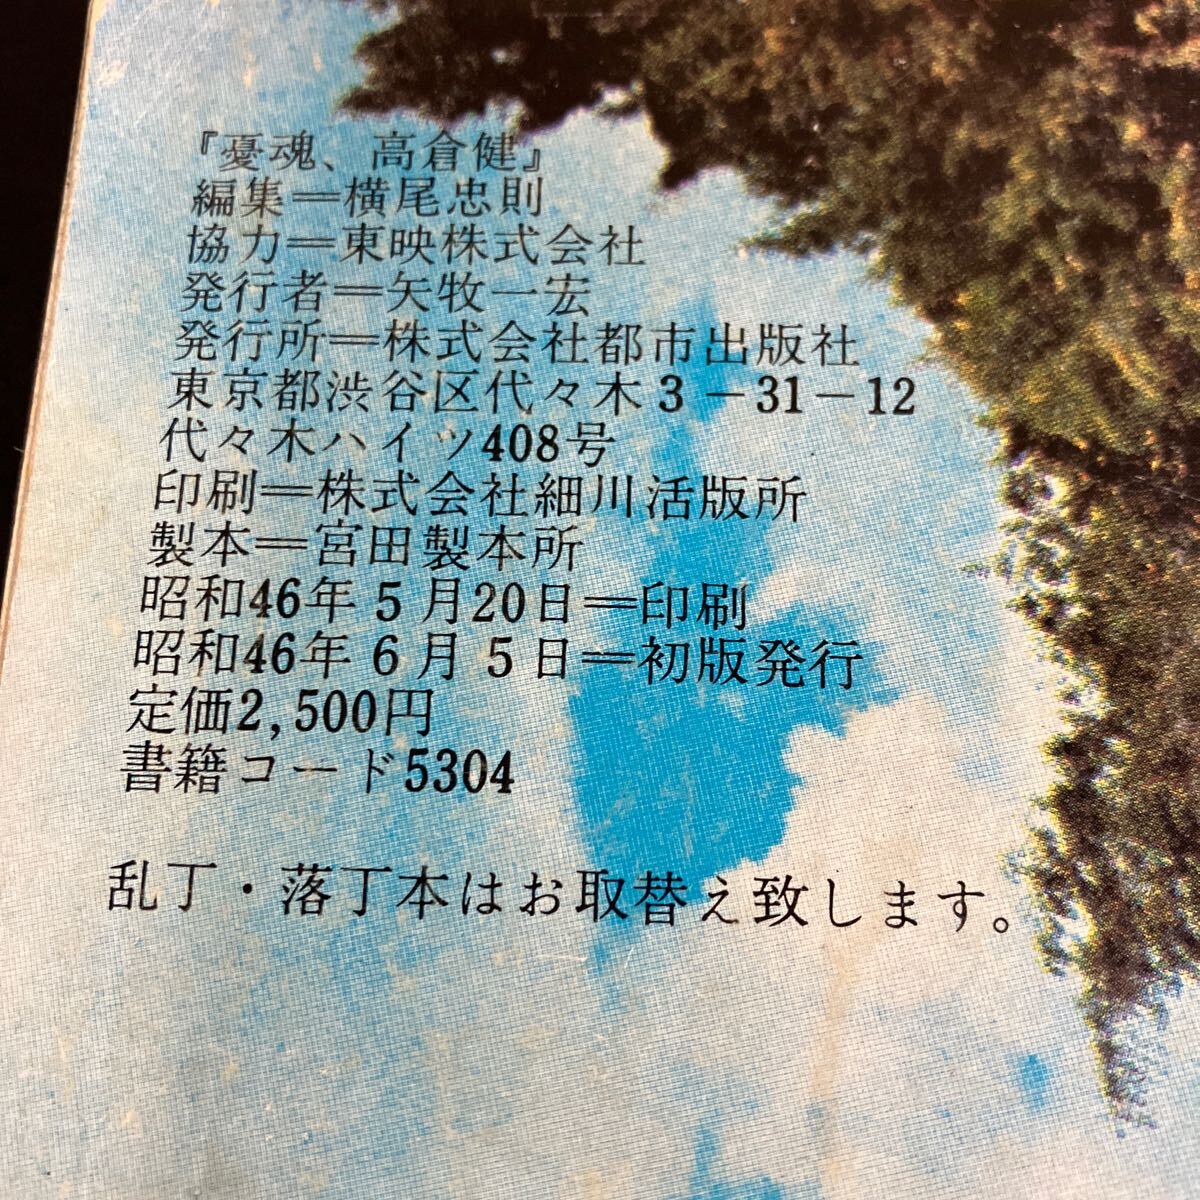 『憂魂、高倉健』
編集＝横尾忠則
協力＝東映株式会社
発行者＝矢牧一宏
発行所＝株式会社都市出版社
東京都渋谷区代々木3－31－12
代々木ハイツ408号
印刷＝株式会社細川活版所
製本＝宮田製本所
昭和46年5月20日＝印刷
昭和46年6月5日＝初版発行
定価2,500円
書籍コード5304
乱丁・落丁本はお取替え致します。